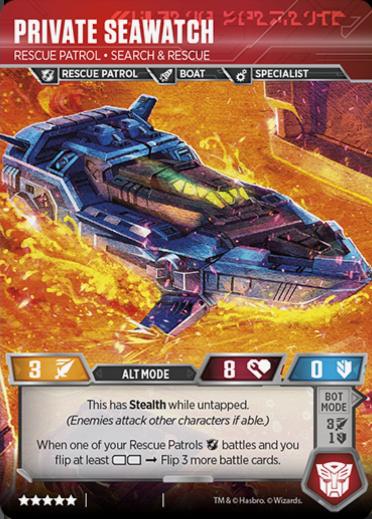 PRIVATE SEAWATCH
RESCUE PATROL • SEARCH & RESCUE
RESCUE PATROL BOAT SPECIALIST
3 ALT MODE 8 0
This has Stealth while untapped.
(Enemies attack other characters if able.)
When one of your Rescue Patrols battles and you
flip at least → Flip 3 more battle cards.
BOT
MODE
3
1
TM & © Hasbro. © Wizards.